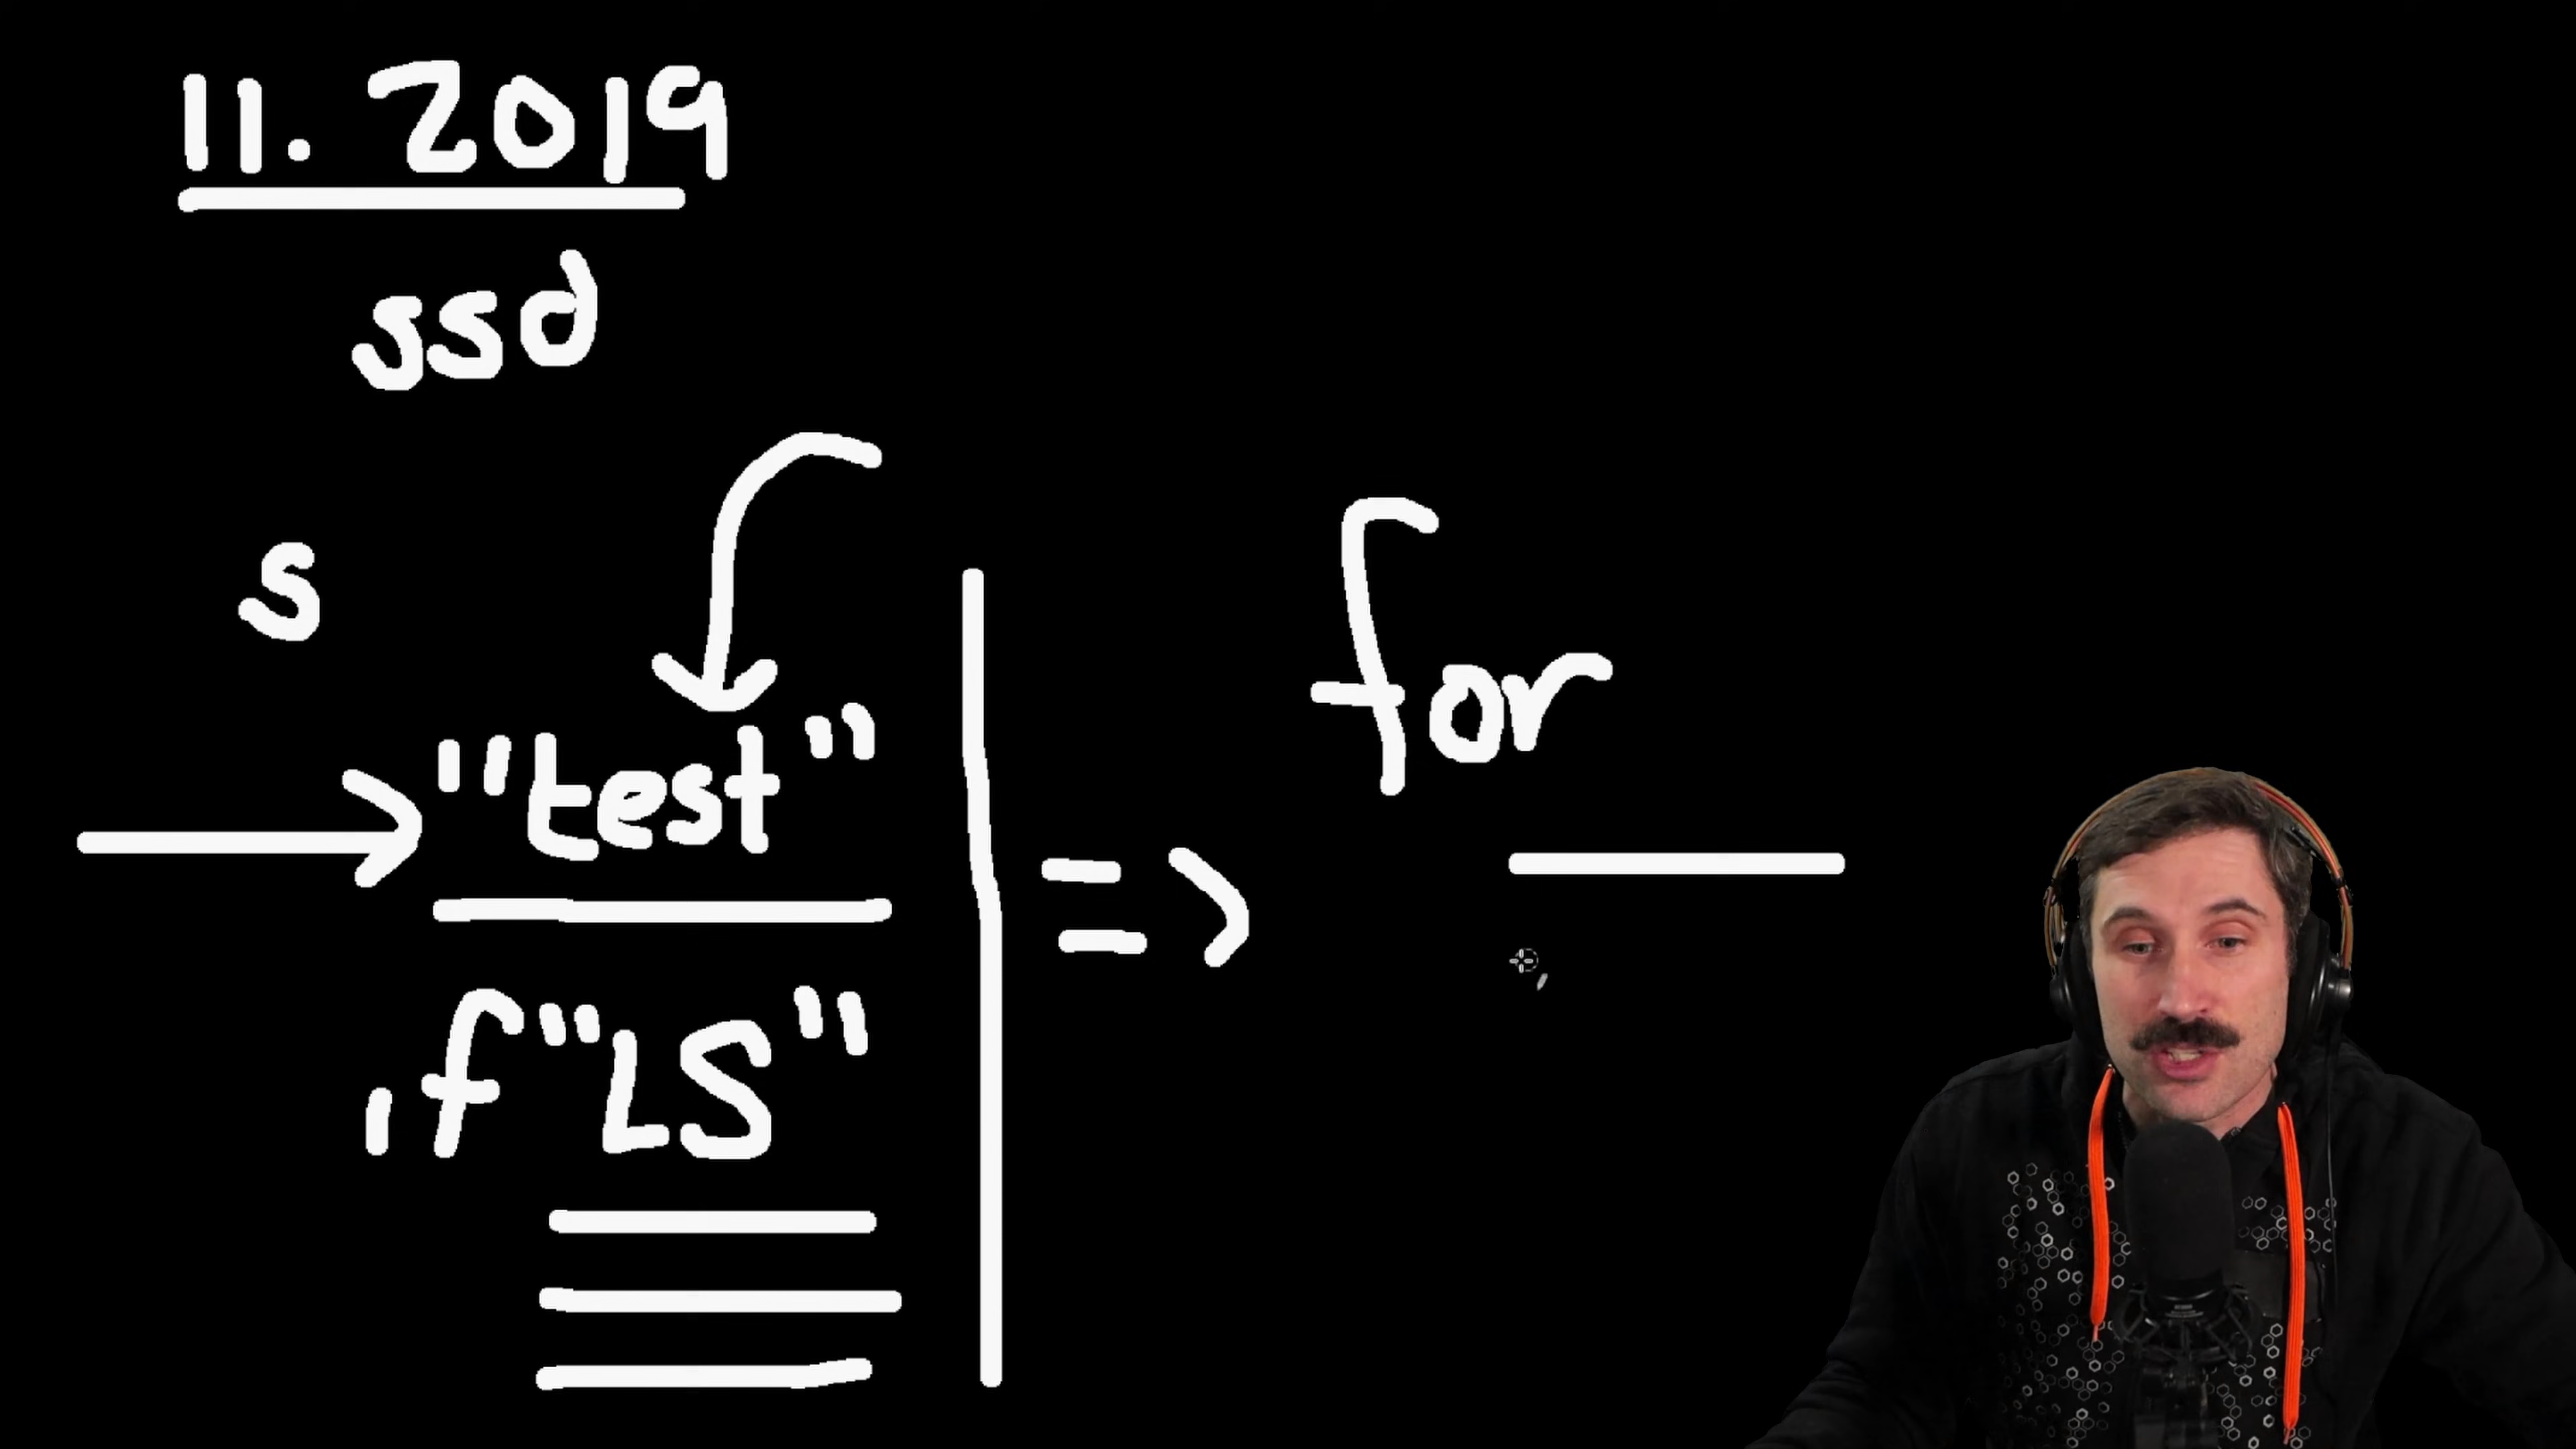 11. 2019
ssd
s
"test"
if "LS"
=>
for